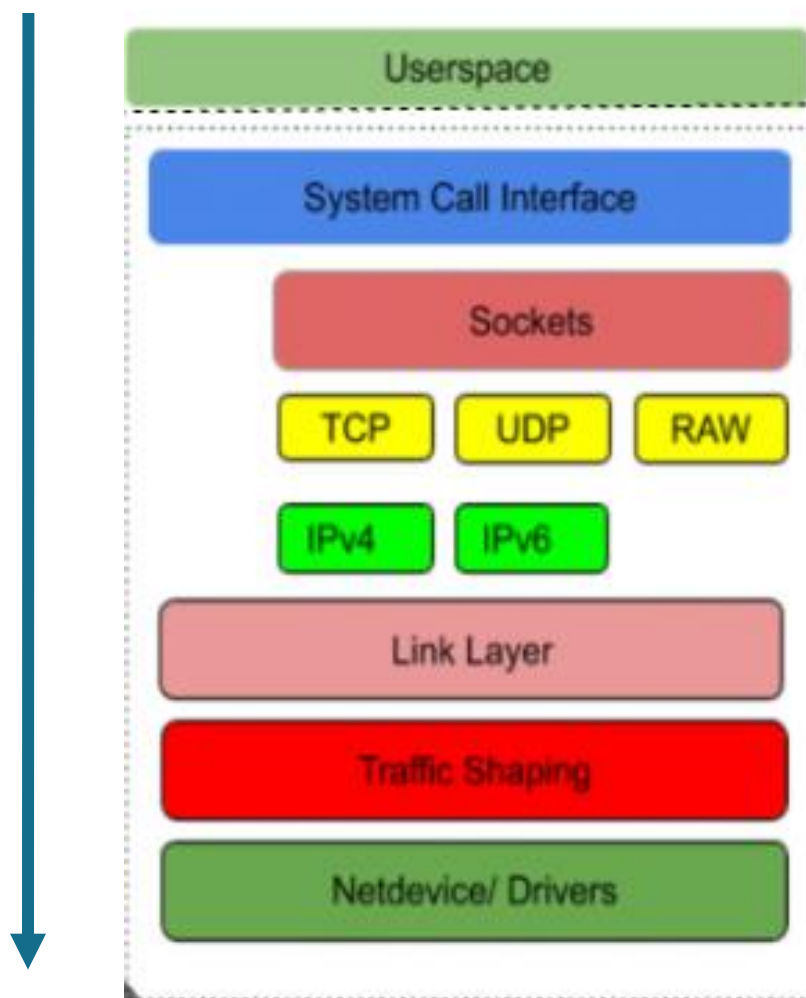 Userspace
System Call Interface
Sockets
TCP UDP RAW
IPv4 IPv6
Link Layer
Traffic Shaping
Netdevice/ Drivers